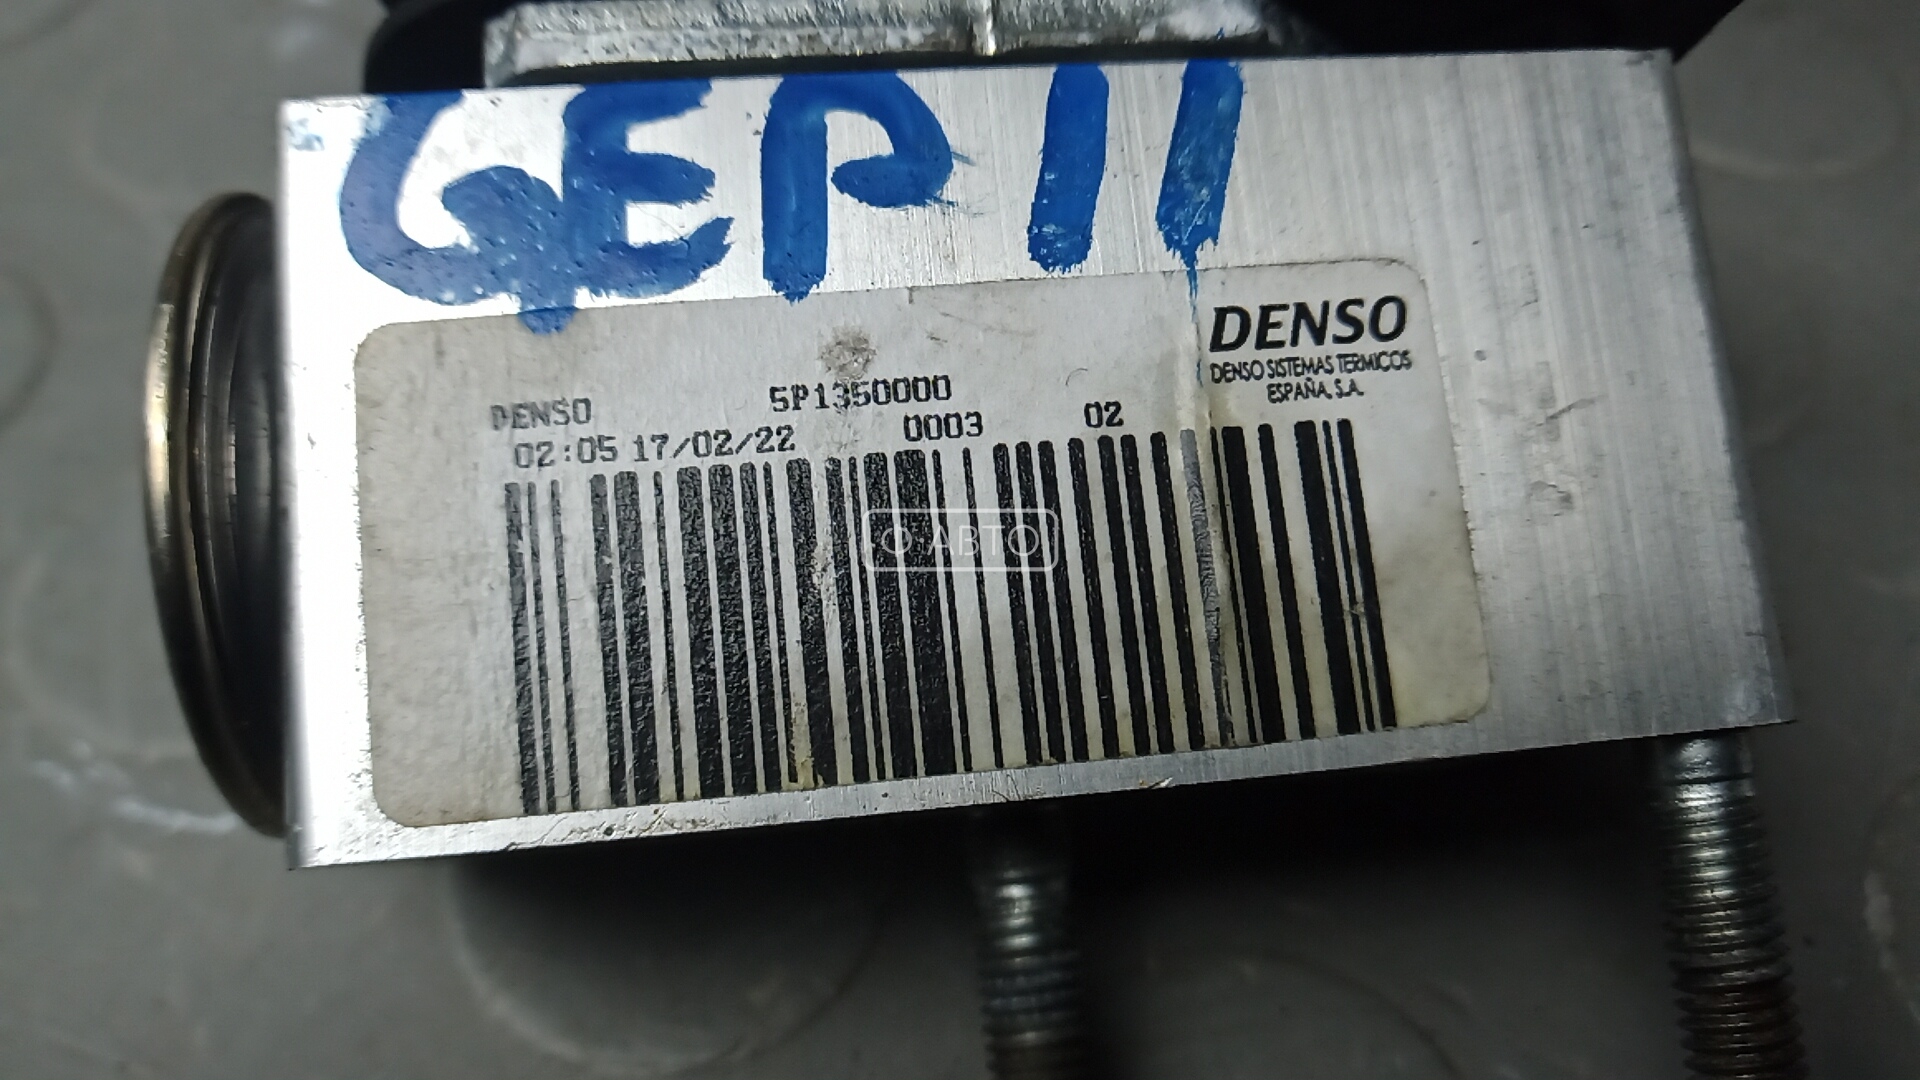 GEP11
DENSO
DENSO SISTEMAS TERMICOS
ESPAÑA, S.A.
DENSO 5P1350000
02:05 17/02/22 0003 02
О АВТО